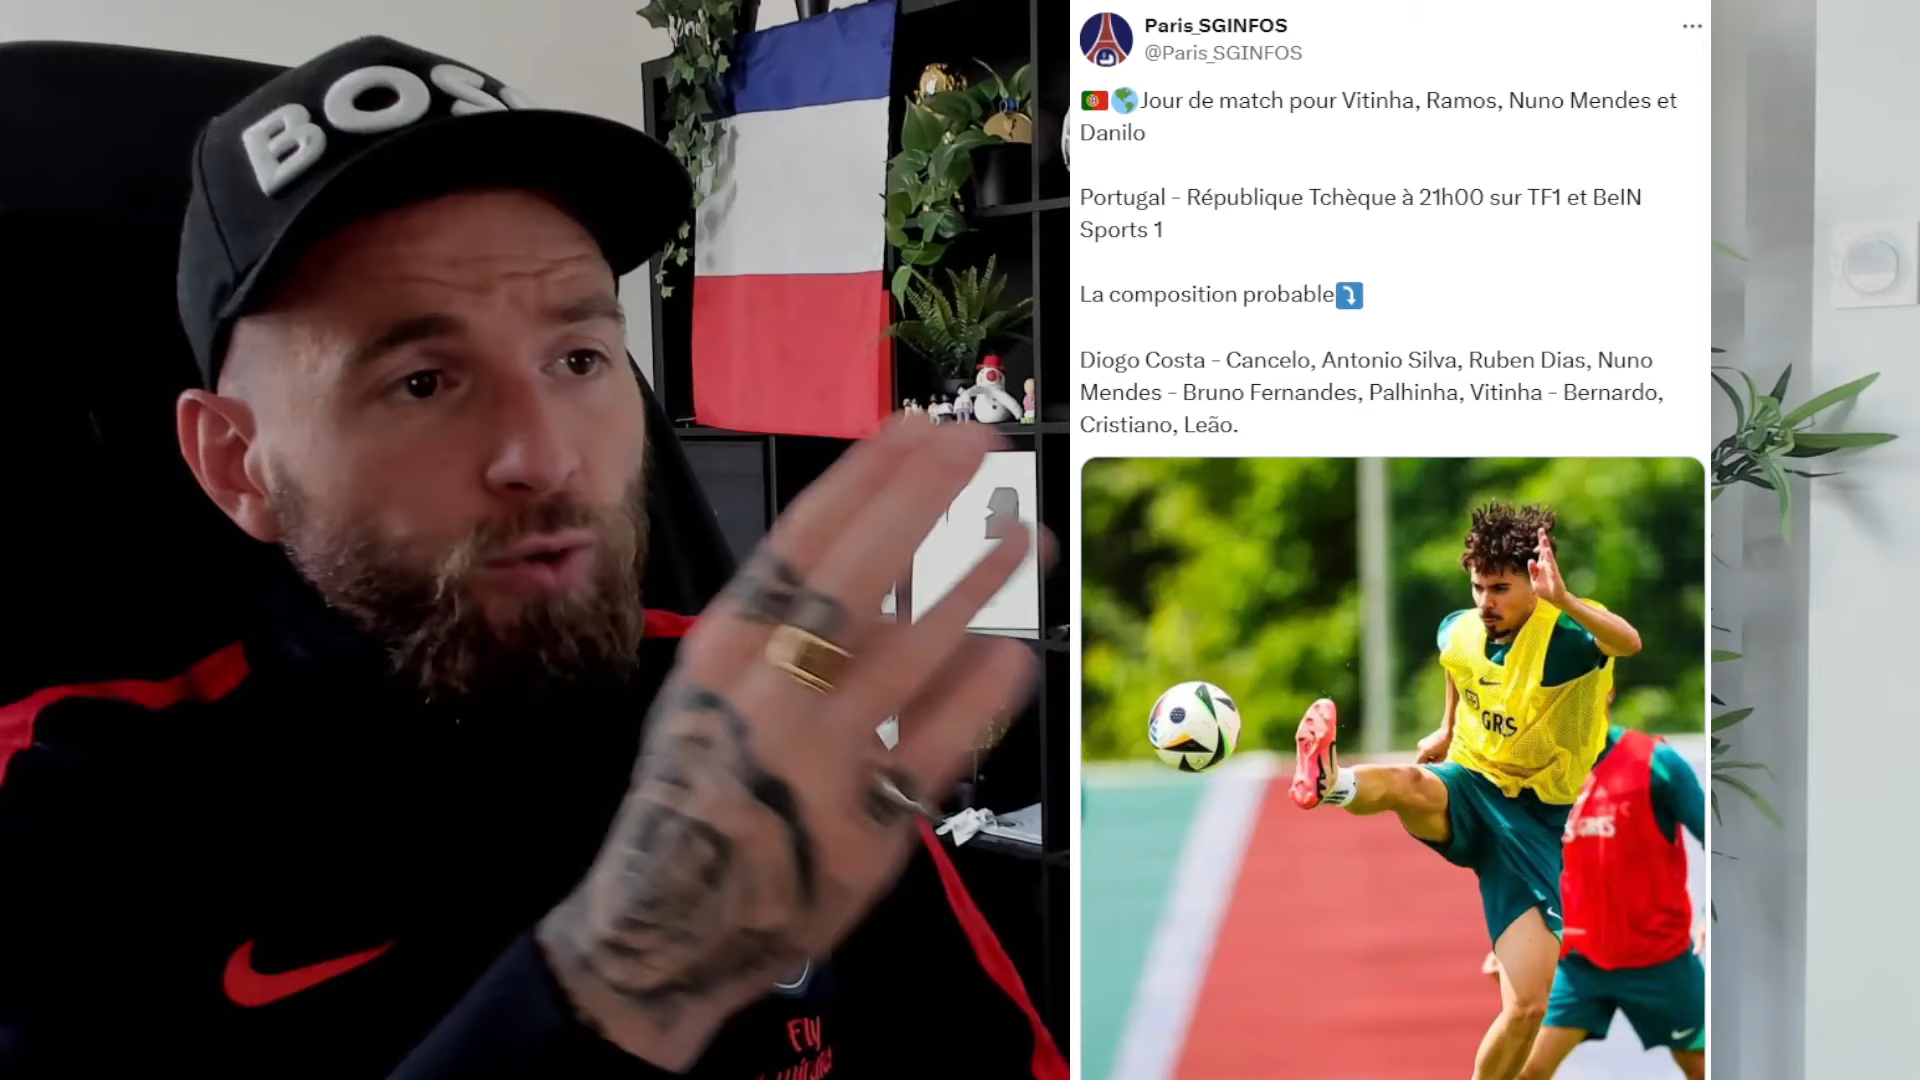 BOSS
Fly
Paris_SGINFOS
@Paris_SGINFOS
🇵🇹🌎Jour de match pour Vitinha, Ramos, Nuno Mendes et
Danilo
Portugal - République Tchèque à 21h00 sur TF1 et BeIN
Sports 1
La composition probable⤵️
Diogo Costa - Cancelo, Antonio Silva, Ruben Dias, Nuno
Mendes - Bruno Fernandes, Palhinha, Vitinha - Bernardo,
Cristiano, Leão.
GRS